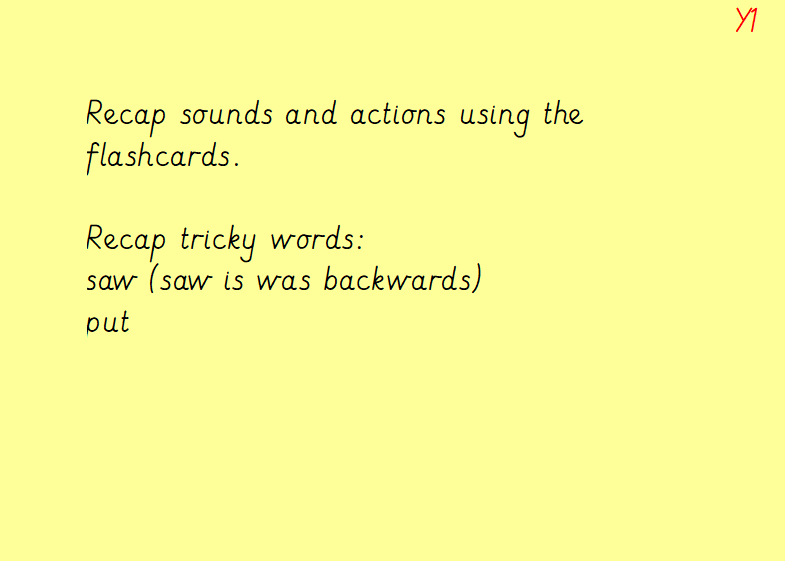 Y1
Recap sounds and actions using the
flashcards.
Recap tricky words:
saw (saw is was backwards)
put